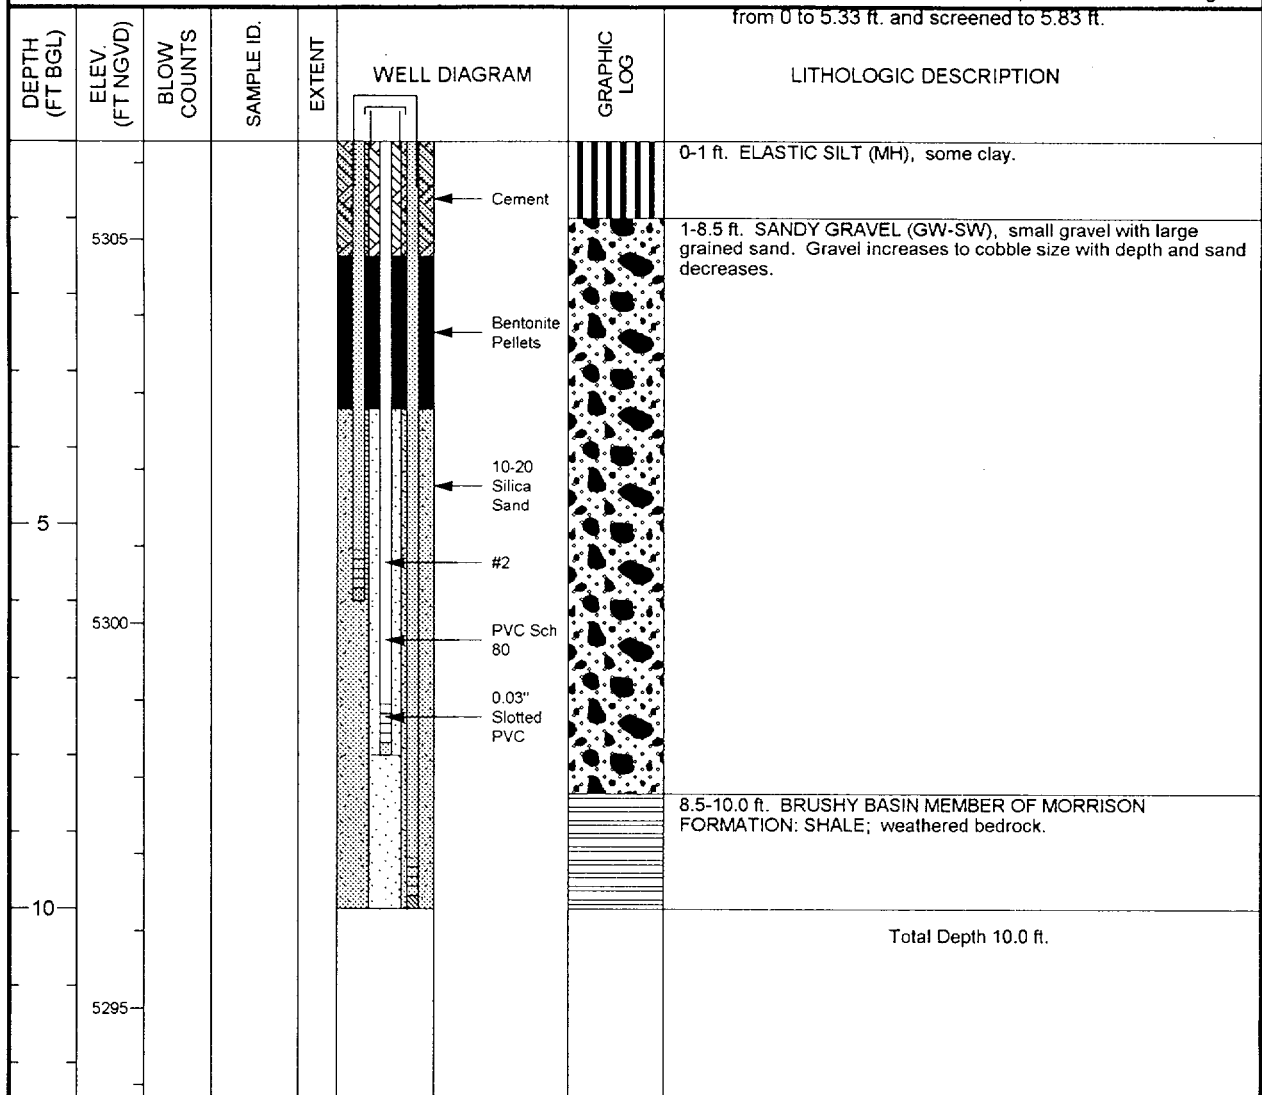 from 0 to 5.33 ft. and screened to 5.83 ft.
DEPTH
(FT BGL)
ELEV.
(FT NGVD)
BLOW
COUNTS
SAMPLE ID.
EXTENT
WELL DIAGRAM
GRAPHIC
LOG
LITHOLOGIC DESCRIPTION
0-1 ft. ELASTIC SILT (MH), some clay.
Cement
5305
1-8.5 ft. SANDY GRAVEL (GW-SW), small gravel with large
grained sand. Gravel increases to cobble size with depth and sand
decreases.
Bentonite
Pellets
10-20
Silica
Sand
5
#2
5300
PVC Sch
80
0.03"
Slotted
PVC
8.5-10.0 ft. BRUSHY BASIN MEMBER OF MORRISON
FORMATION: SHALE; weathered bedrock.
10
Total Depth 10.0 ft.
5295